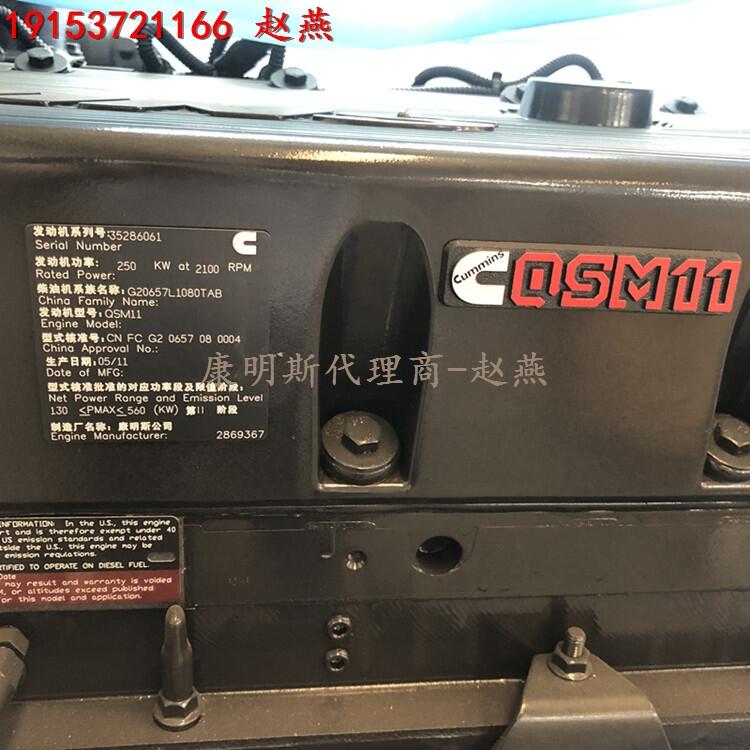 19153721166 赵燕
发动机系列号:35286061
Serial Number
发动机功率: 250 KW at 2100 RPM
Rated Power:
柴油机系族名称:G20657L1080TAB
China Family Name:
发动机型号:QSM11
Engine Model:
型式核准号:CN FC G2 0657 08 0004
China Approval No.:
生产日期:05/11
Date of MFG:
型式核准批准的对应功率段及限值阶段:
Net Power Range and Emission Level
130 ≤PMAX≤560 (KW) 第II 阶段
制造厂名称:康明斯公司
Engine Manufacturer: 2869367
Cummins
QSM11
康明斯代理商-赵燕
INFORMATION: In the U.S., this engine
rt and is therefore exempt under 40
US emission standards and related
utside the U.S., this engine may be
emission regulations.
RTIFIED TO OPERATE ON DIESEL FUEL.
Date
may result and warranty is voided
M, or altitudes exceed published
for this model and application.